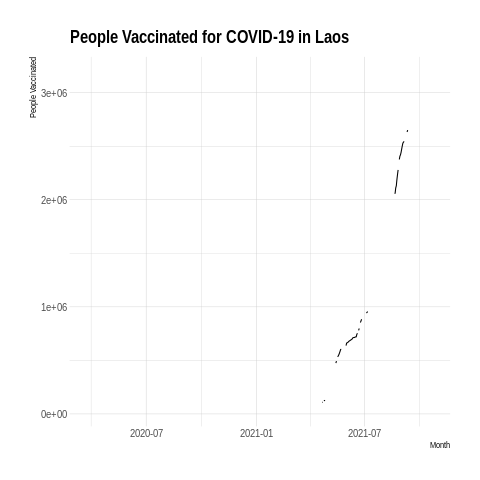 People Vaccinated for COVID-19 in Laos
People Vaccinated
3e+06
2e+06
1e+06
0e+00
2020-07 2021-01 2021-07
Month